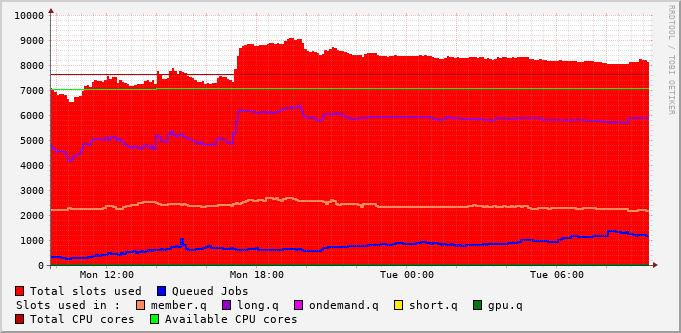 10000
9000
8000
7000
6000
5000
4000
3000
2000
1000
0
Mon 12:00 Mon 18:00 Tue 00:00 Tue 06:00
RRDTOOL / TOBI OETIKER
Total slots used Queued Jobs
Slots used in : member.q long.q ondemand.q short.q gpu.q
Total CPU cores Available CPU cores